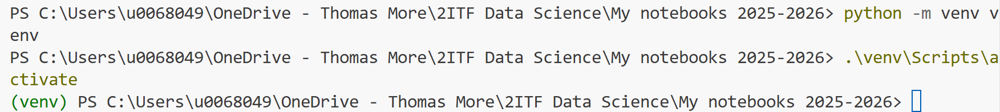 PS C:\Users\u0068049\OneDrive - Thomas More\2ITF Data Science\My notebooks 2025-2026> python -m venv v
env
PS C:\Users\u0068049\OneDrive - Thomas More\2ITF Data Science\My notebooks 2025-2026> .\venv\Scripts\a
ctivate
(venv) PS C:\Users\u0068049\OneDrive - Thomas More\2ITF Data Science\My notebooks 2025-2026>